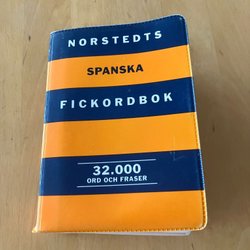 NORSTEDTS
SPANSKA
FICKORDBOK
32.000
ORD OCH FRASER